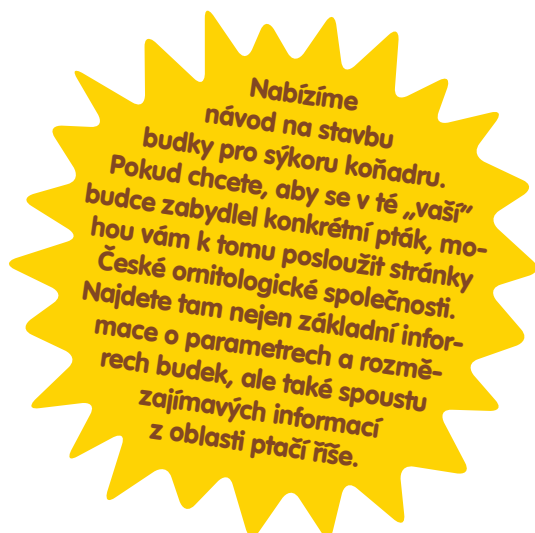 Nabízíme
návod na stavbu
budky pro sýkoru koňadru.
Pokud chcete, aby se v té „vaší“
budce zabydlel konkrétní pták, mo-
hou vám k tomu posloužit stránky
České ornitologické společnosti.
Najdete tam nejen základní infor-
mace o parametrech a rozmě-
rech budek, ale také spoustu
zajímavých informací
z oblasti ptačí říše.